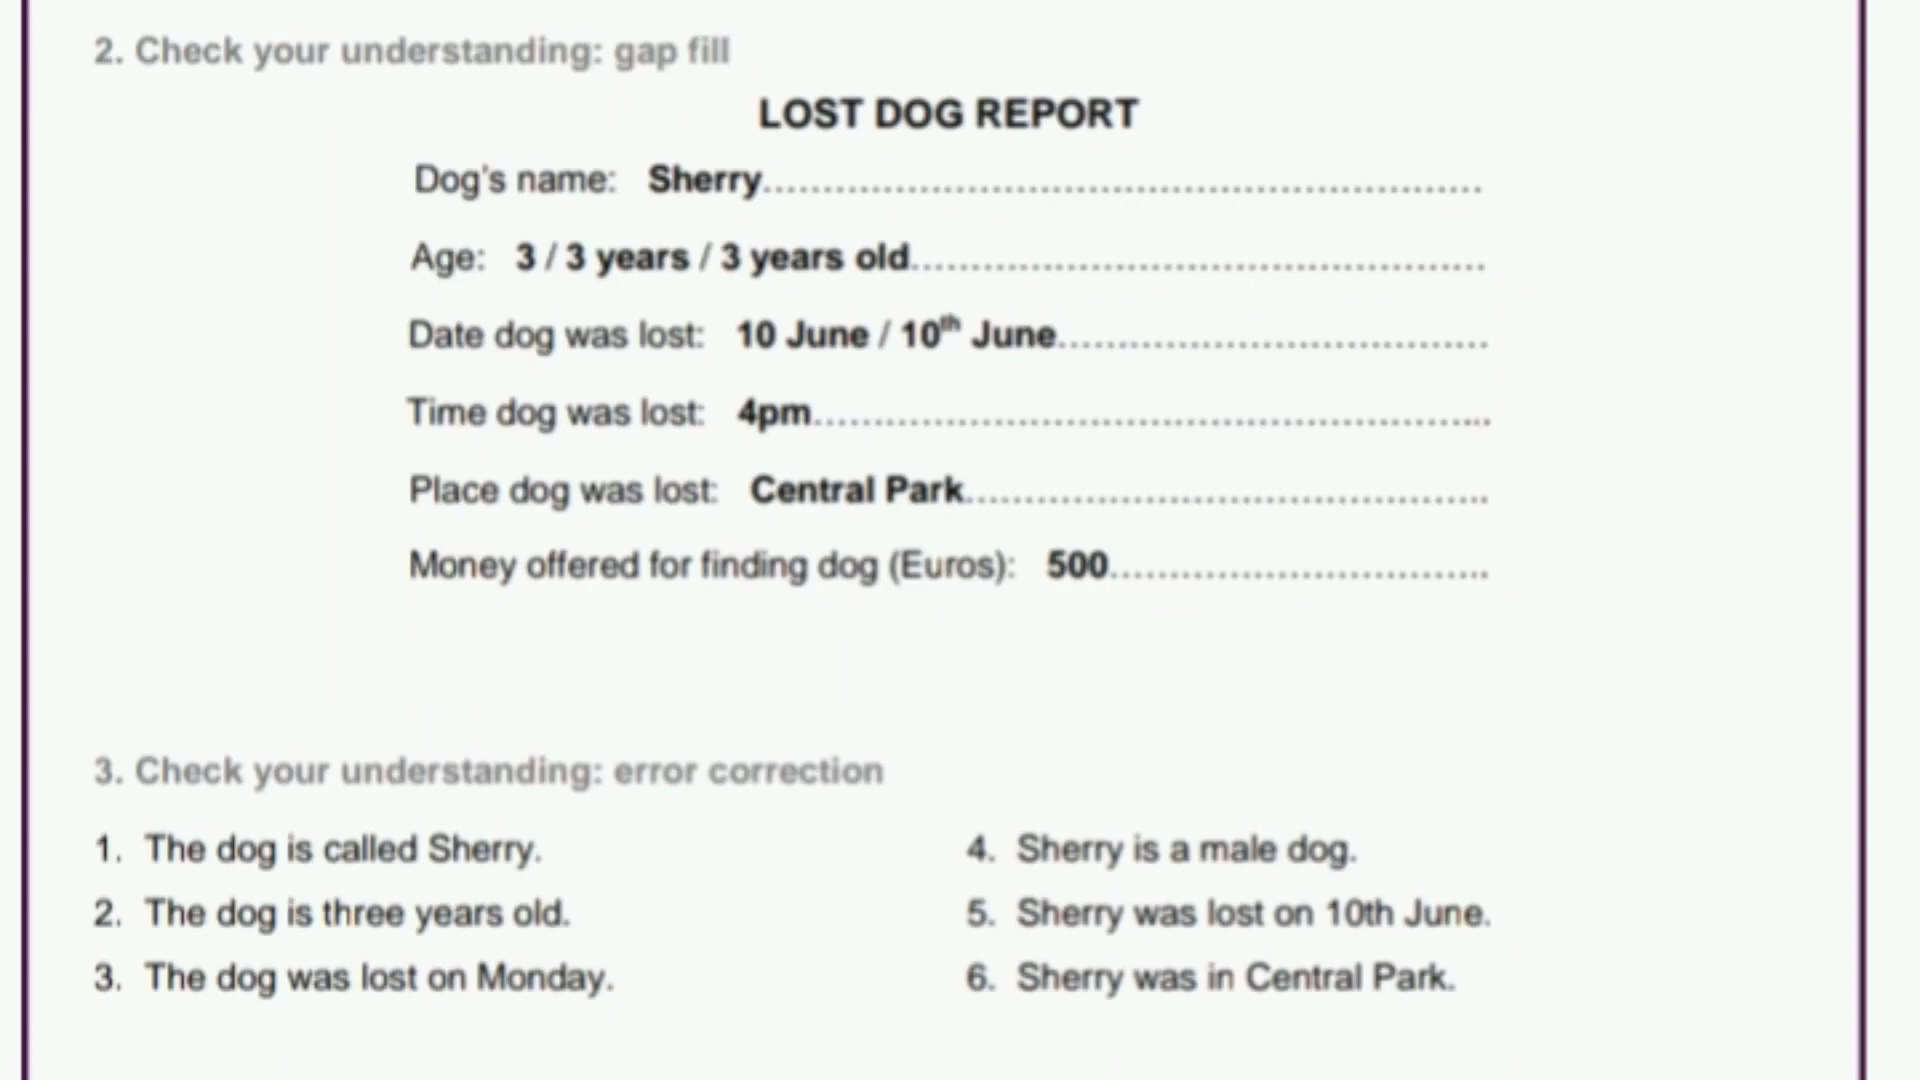 2. Check your understanding: gap fill
LOST DOG REPORT
Dog's name: Sherry..........................................................................
Age: 3 / 3 years / 3 years old...........................................................
Date dog was lost: 10 June / 10th June............................................
Time dog was lost: 4pm......................................................................
Place dog was lost: Central Park......................................................
Money offered for finding dog (Euros): 500.......................................
3. Check your understanding: error correction
1. The dog is called Sherry.
2. The dog is three years old.
3. The dog was lost on Monday.
4. Sherry is a male dog.
5. Sherry was lost on 10th June.
6. Sherry was in Central Park.